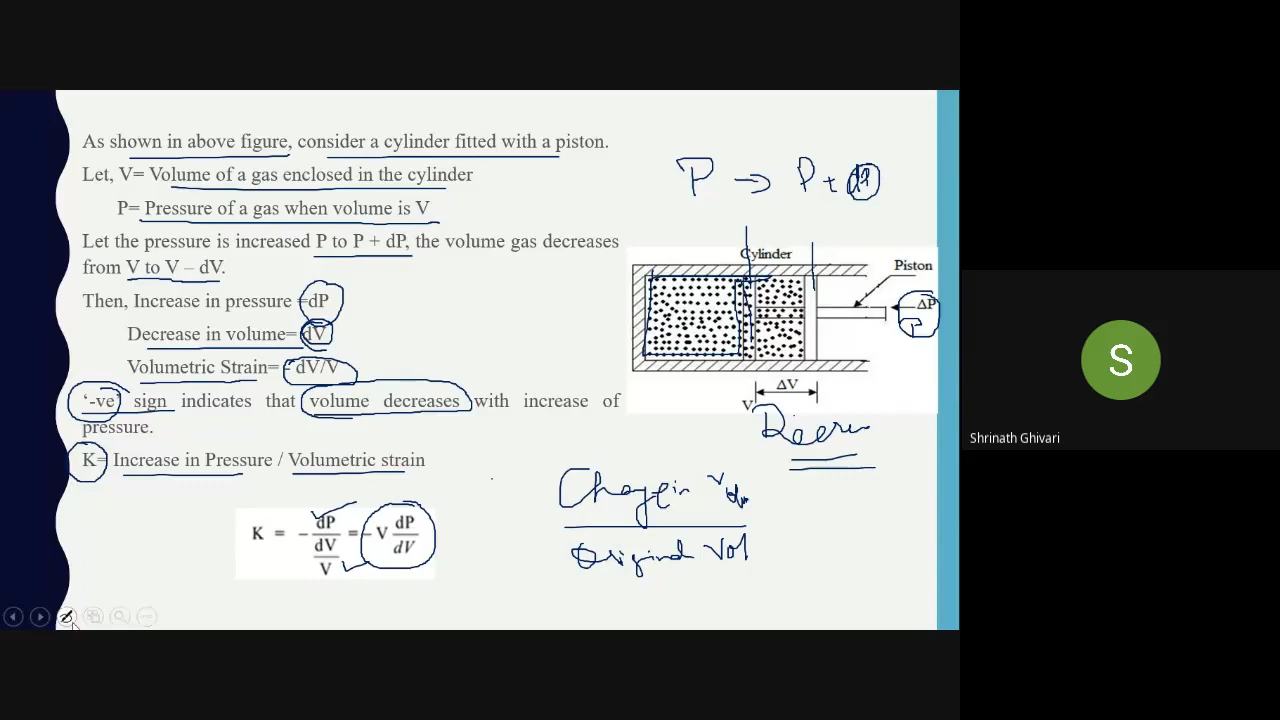 As shown in above figure, consider a cylinder fitted with a piston.
Let, V= Volume of a gas enclosed in the cylinder
P= Pressure of a gas when volume is V
Let the pressure is increased P to P + dP, the volume gas decreases
from V to V – dV.
Then, Increase in pressure =dP
Decrease in volume= dV
Volumetric Strain= - dV/V
‘-ve’ sign indicates that volume decreases with increase of
pressure.
K= Increase in Pressure / Volumetric strain
K = - dP / dV / V = - V dP / dV
P → P + dP
Cylinder
Piston
ΔP
P
ΔV
V
Change in
Original Vol
S
Shrinath Ghivari